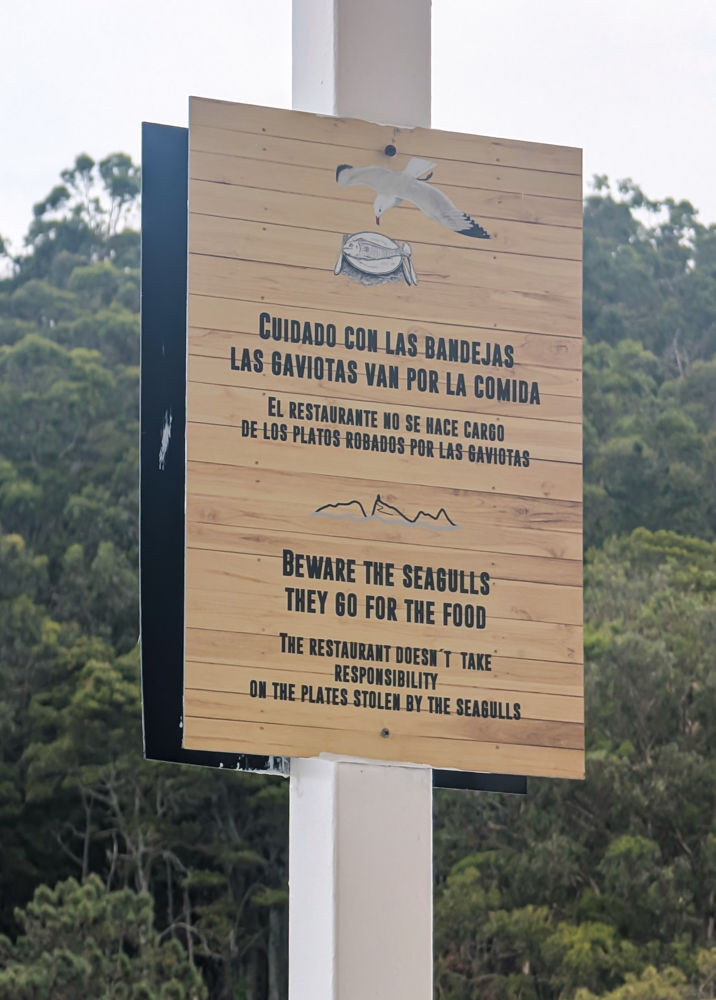 CUIDADO CON LAS BANDEJAS
LAS GAVIOTAS VAN POR LA COMIDA
EL RESTAURANTE NO SE HACE CARGO
DE LOS PLATOS ROBADOS POR LAS GAVIOTAS
BEWARE THE SEAGULLS
THEY GO FOR THE FOOD
THE RESTAURANT DOESN´T TAKE
RESPONSIBILITY
ON THE PLATES STOLEN BY THE SEAGULLS